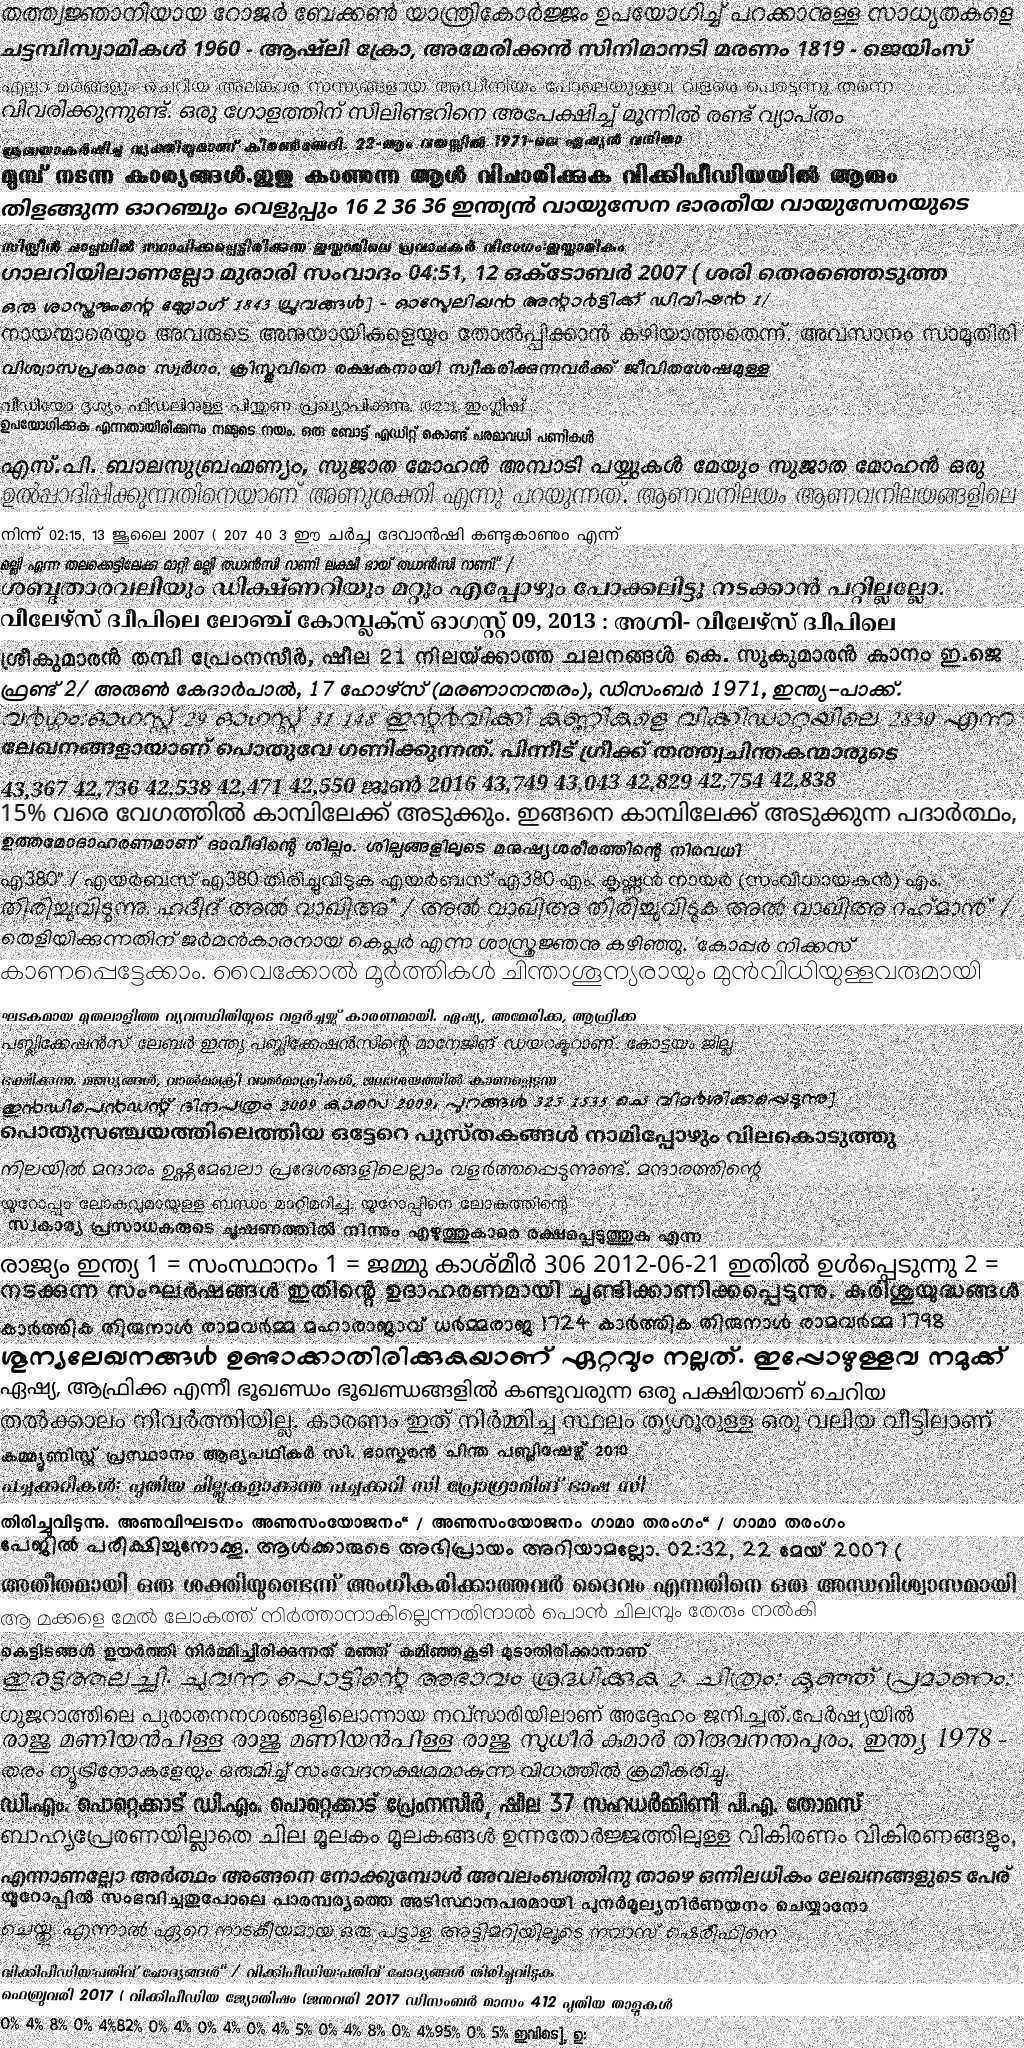 തത്ത്വജ്ഞാനിയായ റോജർ ബേക്കൺ യാന്ത്രികോർജ്ജം ഉപയോഗിച്ച് പറക്കാനുള്ള സാധ്യതകളെ
ചട്ടമ്പിസ്വാമികൾ 1960 - ആഷ്‌ലി ക്രോ, അമേരിക്കൻ സിനിമാനടി മരണം 1819 - ജെയിംസ്
എല്ലാ മരങ്ങളും ചെറിയ അലങ്കാര സസ്യങ്ങളായ അഡീനിയം പോലെയുള്ളവ വളരെ പെട്ടെന്നു തന്നെ
വിവരിക്കുന്നുണ്ട്. ഒരു ഗോളത്തിന് സിലിണ്ടറിനെ അപേക്ഷിച്ച് മൂന്നിൽ രണ്ട് വ്യാപ്തം
ശ്രദ്ധയാകർഷിച്ച വ്യക്തിയുമാണ് കിരൺബേദി. 22-ആം വയസ്സിൽ 1971-ലെ ഏഷ്യൻ വനിതാ
മുമ്പ് നടന്ന കാര്യങ്ങൾ.ഇതു കാണുന്ന ആൾ വിചാരിക്കുക വിക്കിപീഡിയയിൽ ആരും
തിളങ്ങുന്ന ഓറഞ്ചും വെളുപ്പും 16 2 36 36 ഇന്ത്യൻ വായുസേന ഭാരതീയ വായുസേനയുടെ
സിസ്റ്റീൻ ചാപ്പലിൽ സ്ഥാപിക്കപ്പെട്ടിരിക്കുന്ന ഇസ്ലാമിലെ പ്രവാചകർ വിഭാഗം:ഇസ്ലാമികം
ഗാലറിയിലാണല്ലോ മുരാരി സംവാദം 04:51, 12 ഒക്ടോബർ 2007 ( ശരി തെരഞ്ഞെടുത്ത
ഒരു ശാസ്ത്രജ്ഞന്റെ ബ്ലോഗ് 1843 ധ്രുവങ്ങൾ] - ഓസ്ട്രേലിയൻ അന്റാർട്ടിക്ക് ഡിവിഷൻ 1/
നായന്മാരെയും അവരുടെ അനുയായികളെയും തോൽപ്പിക്കാൻ കഴിയാത്തതെന്ന്. അവസാനം സാമൂതിരി
വിശ്വാസപ്രകാരം സ്വർഗം. ക്രിസ്തുവിനെ രക്ഷകനായി സ്വീകരിക്കുന്നവർക്ക് ജീവിതശേഷമുള്ള
വീഡിയോ ദൃശ്യം ഫിഡലിനുള്ള പിന്തുണ പ്രഖ്യാപിക്കുന്നു. ഇംഗ്ലീഷ്
ഉപയോഗിക്കുക എന്നതായിരിക്കണം നമ്മുടെ നയം. ഒരു ബോട്ട് എഡിറ്റ് കൊണ്ട് പരമാവധി പണികൾ
എസ്.പി. ബാലസുബ്രഹ്മണ്യം, സുജാത മോഹൻ അമ്പാടി പയ്യുകൾ മേയും സുജാത മോഹൻ ഒരു
ഉൽപ്പാദിപ്പിക്കുന്നതിനെയാണ് അണുശക്തി എന്നു പറയുന്നത്. ആണവനിലയം ആണവനിലയങ്ങളിലെ
നിന്ന് 02:15, 13 ജൂലൈ 2007 ( 207 40 3 ഈ ചർച്ച ദേവാൻഷി കണ്ടുകാണും എന്ന്
മല്ലി എന്ന തലക്കെട്ടിലേക്കു മാറ്റി മല്ലി ഝാൻസി റാണി ലക്ഷ്മി ഭായ് ഝാൻസി റാണി" /
ശബ്ദതാരവലിയും ഡിക്ഷ്ണറിയും മറ്റും എപ്പോഴും പോക്കലിട്ടു നടക്കാൻ പറ്റില്ലല്ലോ.
വീലേഴ്സ് ദ്വീപിലെ ലോഞ്ച് കോമ്പ്ലക്സ് ഓഗസ്റ്റ് 09, 2013 : അഗ്നി- വീലേഴ്സ് ദ്വീപിലെ
ശ്രീകുമാരൻ തമ്പി പ്രേംനസീർ, ഷീല 21 നിലയ്ക്കാത്ത ചലനങ്ങൾ കെ. സുകുമാരൻ കാനം ഇ.ജെ
ഫ്രണ്ട് 2/ അരുൺ കേദാർപാൽ, 17 ഹോഴ്സ് (മരണാനന്തരം), ഡിസംബർ 1971, ഇന്ത്യ-പാക്ക്.
വർഗ്ഗം:ഓഗസ്റ്റ് 29 ഓഗസ്റ്റ് 31 148 ഇന്റർവിക്കി കണ്ണികളെ വിക്കിഡാറ്റയിലെ 2830 എന്ന
ലേഖനങ്ങളായാണ് പൊതുവേ ഗണിക്കുന്നത്. പിന്നീട് ഗ്രീക്ക് തത്ത്വചിന്തകന്മാരുടെ
43,367 42,736 42,538 42,471 42,550 ജൂൺ 2016 43,749 43,043 42,829 42,754 42,838
15% വരെ വേഗത്തിൽ കാമ്പിലേക്ക് അടുക്കും. ഇങ്ങനെ കാമ്പിലേക്ക് അടുക്കുന്ന പദാർത്ഥം,
ഉത്തമോദാഹരണമാണ് ദാവീദിന്റെ ശില്പം. ശില്പങ്ങളിലൂടെ മനുഷ്യശരീരത്തിന്റെ നിരവധി
എ380" / എയർബസ് എ380 തിരിച്ചുവിടുക എയർബസ് എ380 എം. കൃഷ്ണൻ നായർ (സംവിധായകൻ) എം.
തിരിച്ചുവിടുന്നു. ഹദീദ് അൽ വാഖിഅ" / അൽ വാഖിഅ തിരിച്ചുവിടുക അൽ വാഖിഅ റഹ്‌മാൻ" /
തെളിയിക്കുന്നതിന് ജർമൻകാരനായ കെപ്ലർ എന്ന ശാസ്ത്രജ്ഞനു കഴിഞ്ഞു. 'കോപ്പർ നിക്കസ്
കാണപ്പെട്ടേക്കാം. വൈക്കോൽ മൂർത്തികൾ ചിന്താശൂന്യരായും മുൻവിധിയുള്ളവരുമായി
ഘടകമായ മുതലാളിത്ത വ്യവസ്ഥിതിയുടെ വളർച്ചയ്ക്ക് കാരണമായി. ഏഷ്യ, അമേരിക്ക, ആഫ്രിക്ക
പബ്ലിക്കേഷൻസ് ലേബർ ഇന്ത്യ പബ്ലിക്കേഷൻസിന്റെ മാനേജിങ് ഡയറക്ടറാണ്. കോട്ടയം ജില്ല
ഭക്ഷിക്കുന്നു. മത്സ്യങ്ങൾ, വാൽമാക്രി വാൽമാക്രികൾ, ജലാശയത്തിൽ കാണപ്പെടുന്ന
ഇൻഡിപെൻഡന്റ് ദിനപത്രം 2009 കാസെ 2009, പുറങ്ങൾ 325 1535 ചെ വിമർശിക്കപ്പെടുന്നു]
പൊതുസഞ്ചയത്തിലെത്തിയ ഒട്ടേറെ പുസ്തകങ്ങൾ നാമിപ്പോഴും വിലകൊടുത്തു
നിലയിൽ മന്ദാരം ഉഷ്ണമേഖലാ പ്രദേശങ്ങളിലെല്ലാം വളർത്തപ്പെടുന്നുണ്ട്. മന്ദാരത്തിന്റെ
യൂറോപ്പും ലോകവുമായുള്ള ബന്ധം മാറ്റിമറിച്ചു. യൂറോപ്പിനെ ലോകത്തിന്റെ
സ്വകാര്യ പ്രസാധകരുടെ ചൂഷണത്തിൽ നിന്നും എഴുത്തുകാരെ രക്ഷപ്പെടുത്തുക എന്ന
രാജ്യം ഇന്ത്യ 1 = സംസ്ഥാനം 1 = ജമ്മു കാശ്മീർ 306 2012-06-21 ഇതിൽ ഉൾപ്പെടുന്നു 2 =
നടക്കുന്ന സംഘർഷങ്ങൾ ഇതിന്റെ ഉദാഹരണമായി ചൂണ്ടിക്കാണിക്കപ്പെടുന്നു. കുരിശുയുദ്ധങ്ങൾ
കാർത്തിക തിരുനാൾ രാമവർമ്മ മഹാരാജാവ് ധർമ്മരാജ 1724 കാർത്തിക തിരുനാൾ രാമവർമ്മ 1798
ശൂന്യലേഖനങ്ങൾ ഉണ്ടാക്കാതിരിക്കുകയാണ് ഏറ്റവും നല്ലത്. ഇപ്പോഴുള്ളവ നമുക്ക്
ഏഷ്യ, ആഫ്രിക്ക എന്നീ ഭൂഖണ്ഡം ഭൂഖണ്ഡങ്ങളിൽ കണ്ടുവരുന്ന ഒരു പക്ഷിയാണ് ചെറിയ
തൽക്കാലം നിവർത്തിയില്ല. കാരണം ഇത് നിർമ്മിച്ച സ്ഥലം തൃശൂരുള്ള ഒരു വലിയ വീട്ടിലാണ്
കമ്മ്യൂണിസ്റ്റ് പ്രസ്ഥാനം ആദ്യപഥികർ സി. ഭാസ്കരൻ ചിന്ത പബ്ലിഷേഴ്സ് 2010
പച്ചക്കറികൾ: പുതിയ ചില്ലുകളാക്കുന്നു പച്ചക്കറി സി പ്രോഗ്രാമിങ് ഭാഷ സി
തിരിച്ചുവിടുന്നു. അണുവിഘടനം അണുസംയോജനം“ / അണുസംയോജനം ഗാമാ തരംഗം“ / ഗാമാ തരംഗം
പേജിൽ പരീക്ഷിച്ചുനോക്കൂ. ആൾക്കാരുടെ അഭിപ്രായം അറിയാമല്ലോ. 02:32, 22 മേയ് 2007 (
അതീതമായി ഒരു ശക്തിയുണ്ടെന്ന് അംഗീകരിക്കാത്തവർ ദൈവം എന്നതിനെ ഒരു അന്ധവിശ്വാസമായി
ആ മക്കളെ മേൽ ലോകത്ത് നിർത്താനാകില്ലെന്നതിനാൽ പൊൻ ചിലമ്പും തേരും നൽകി
കെട്ടിടങ്ങൾ ഉയർത്തി നിർമ്മിച്ചിരിക്കുന്നത് മഞ്ഞ് കുമിഞ്ഞുകൂടി മൂടാതിരിക്കാനാണ്
ഇരട്ടത്തലച്ചി. ചുവന്ന പൊട്ടിന്റെ അഭാവം ശ്രദ്ധിക്കുക 2. ചിത്രം: കുഞ്ഞ് പ്രമാണം:
ഗുജറാത്തിലെ പുരാതനനഗരങ്ങളിലൊന്നായ നവ്സാരിയിലാണ് അദ്ദേഹം ജനിച്ചത്.പേർഷ്യയിൽ
രാജു മണിയൻപിള്ള രാജു മണിയൻപിള്ള രാജു സുധീർ കുമാർ തിരുവനന്തപുരം, ഇന്ത്യ 1978 -
തരം ന്യൂട്രിനോകളേയും ഒരുമിച്ച് സംവേദനക്ഷമമാകുന്ന വിധത്തിൽ ക്രമീകരിച്ചു.
ഡി.എം. പൊറ്റെക്കാട് ഡി.എം. പൊറ്റെക്കാട് പ്രേംനസീർ, ഷീല 37 സഹധർമ്മിണി പി.എ. തോമസ്
ബാഹ്യപ്രേരണയില്ലാതെ ചില മൂലകം മൂലകങ്ങൾ ഉന്നതോർജ്ജത്തിലുള്ള വികിരണം വികിരണങ്ങളും,
എന്നാണല്ലോ അർത്ഥം അങ്ങനെ നോക്കുമ്പോൾ അവലംബത്തിനു താഴെ ഒന്നിലധികം ലേഖനങ്ങളുടെ പേര്
യൂറോപ്പിൽ സംഭവിച്ചതുപോലെ പാരമ്പര്യത്തെ അടിസ്ഥാനപരമായി പുനർമൂല്യനിർണയനം ചെയ്യാനോ
ചെയ്തു. എന്നാൽ ഏറെ നാടകീയമായ ഒരു പട്ടാള അട്ടിമറിയിലൂടെ നവാസ് ഷെരീഫിനെ
വിക്കിപീഡിയ:പതിവ് ചോദ്യങ്ങൾ" / വിക്കിപീഡിയ:പതിവ് ചോദ്യങ്ങൾ തിരിച്ചുവിടുക
ഫെബ്രുവരി 2017 ( വിക്കിപീഡിയ ജ്യോതിഷം (ജനുവരി 2017 ഡിസംബർ മാസം 412 പുതിയ താളുകൾ
0% 4% 8% 0% 4%82% 0% 4% 0% 4% 0% 4% 5% 0% 4% 8% 0% 4%95% 0% 5% ഇവിടെ], ഉ: